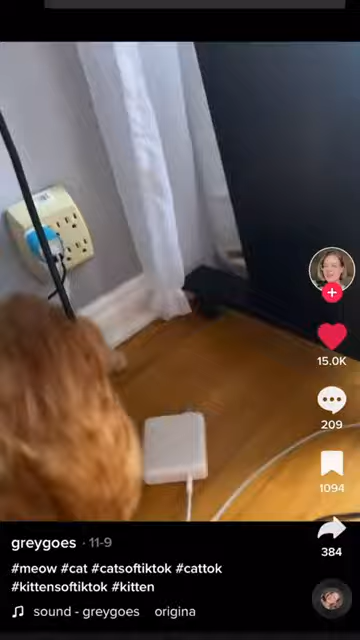 15.0K
209
1094
384
greygoes · 11-9
#meow #cat #catsoftiktok #cattok
#kittensoftiktok #kitten
sound - greygoes origina